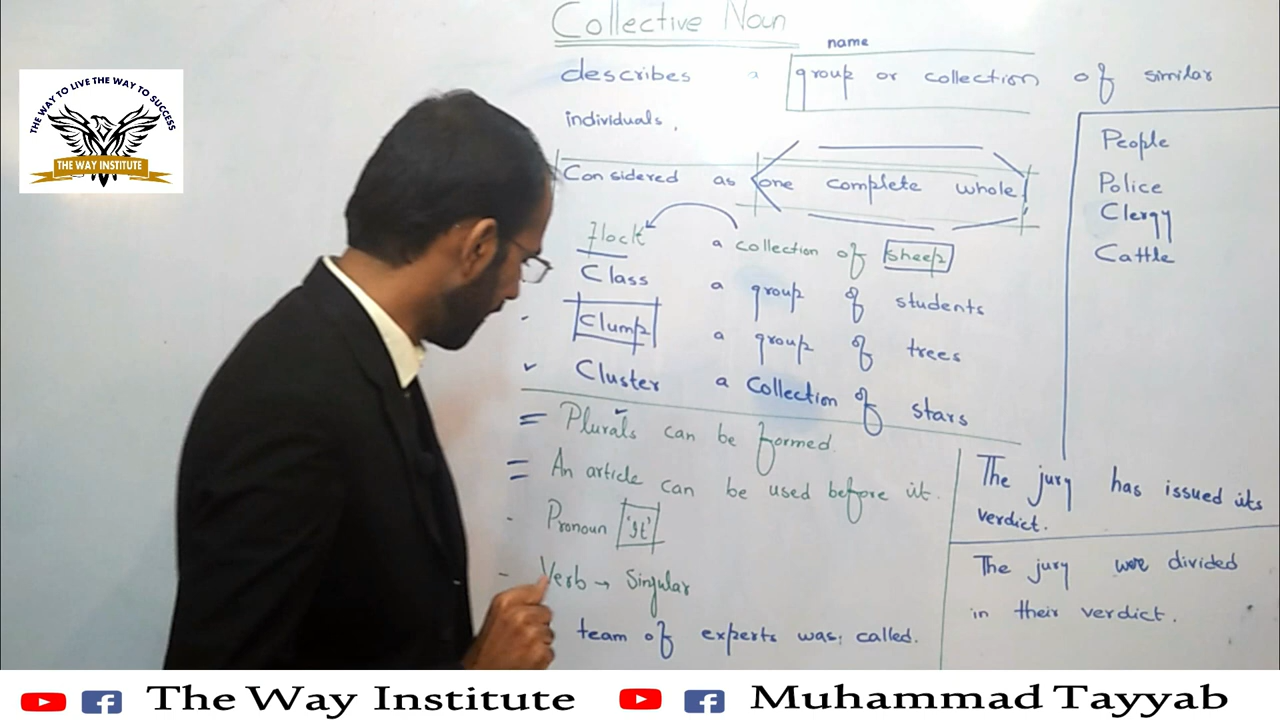 THE WAY TO LIVE THE WAY TO SUCCESS
THE WAY INSTITUTE
Collective Noun
name
describes a group or collection of similar
individuals,
Considered as one complete whole
Flock a collection of sheep
Class a group of students
Clump a group of trees
Cluster a Collection of stars
People
Police
Clergy
Cattle
= Plurals can be formed.
= An article can be used before it.
- Pronoun 'It'
- Verb → Singular
team of experts was called.
The jury has issued its
verdict.
The jury were divided
in their verdict.
The Way Institute
Muhammad Tayyab